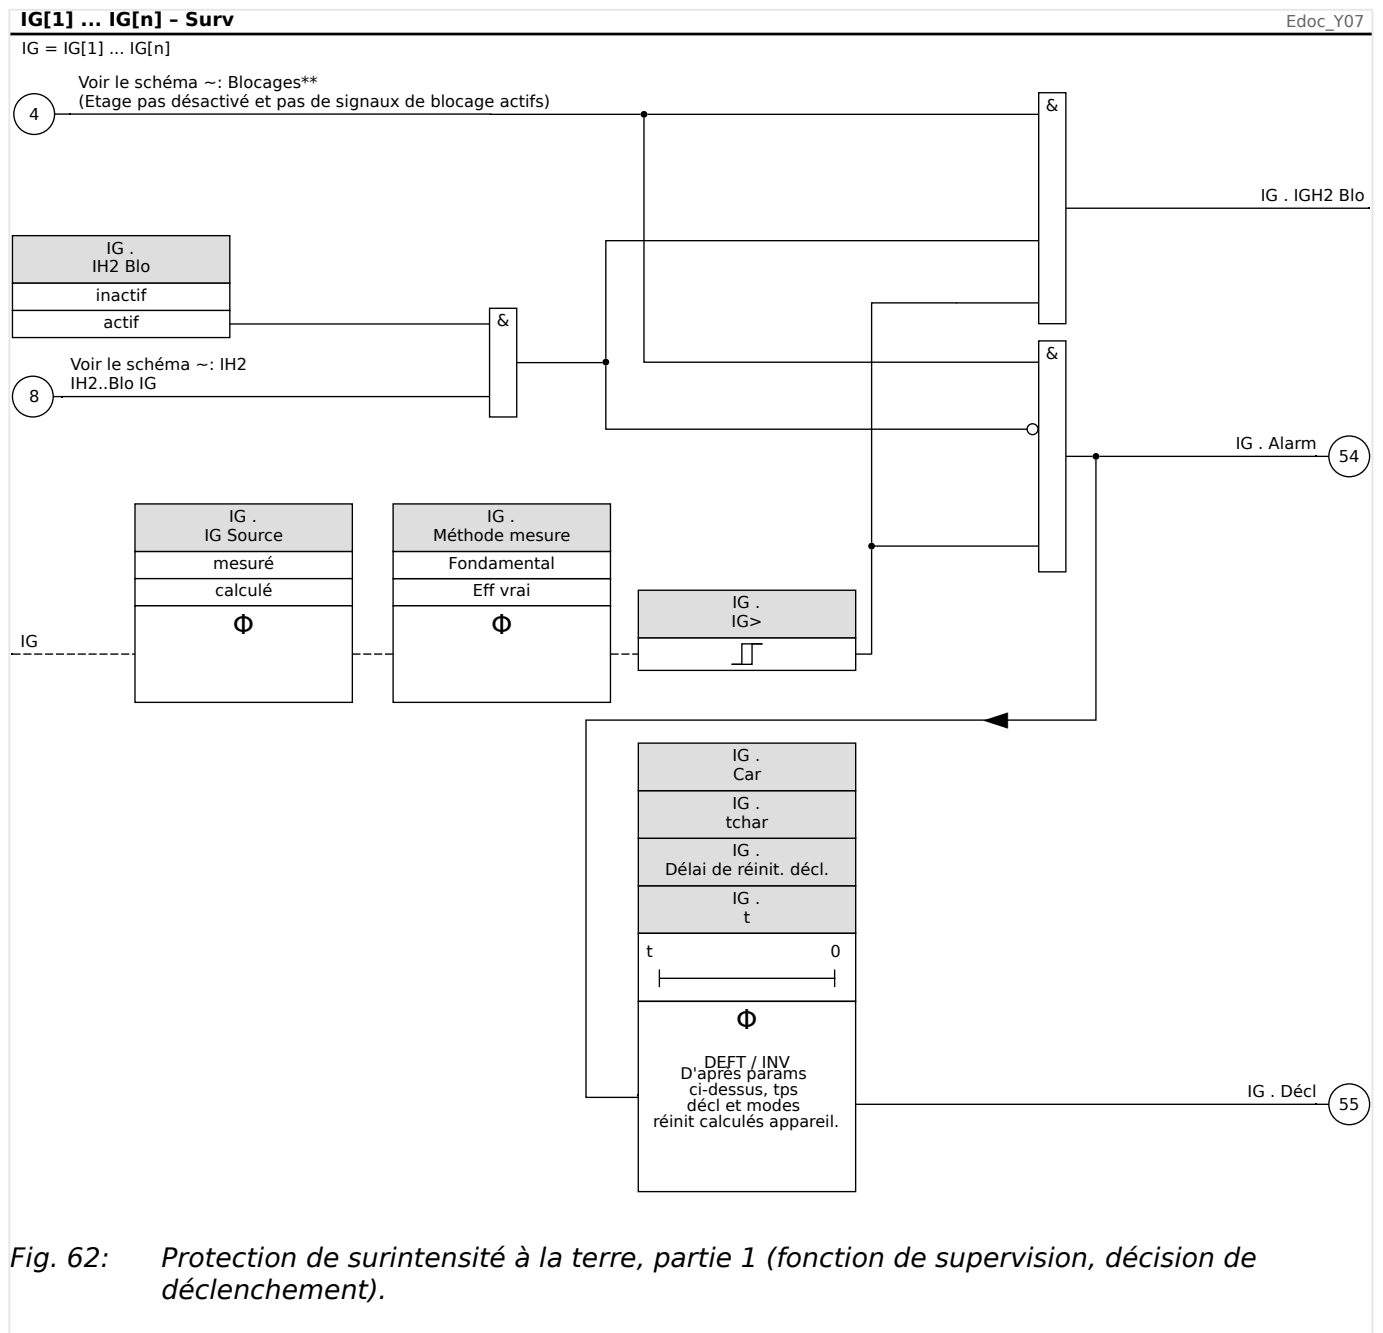 IG[1] ... IG[n] – Surv
Edoc_Y07
IG = IG[1] ... IG[n]
Voir le schéma ~: Blocages**
(Etage pas désactivé et pas de signaux de blocage actifs)
4
&
IG . IGH2 Blo
IG .
IH2 Blo
inactif
actif
&
Voir le schéma ~: IH2
IH2..Blo IG
8
&
IG . Alarm
54
IG .
IG Source
mesuré
calculé
Φ
IG .
Méthode mesure
Fondamental
Eff vrai
Φ
IG .
IG>
IG
IG .
Car
IG .
tchar
IG .
Délai de réinit. décl.
IG .
t
t 0
Φ
DEFT / INV
D'après params
ci-dessus, tps
décl et modes
réinit calculés appareil.
IG . Décl
55
Fig. 62: Protection de surintensité à la terre, partie 1 (fonction de supervision, décision de
déclenchement).